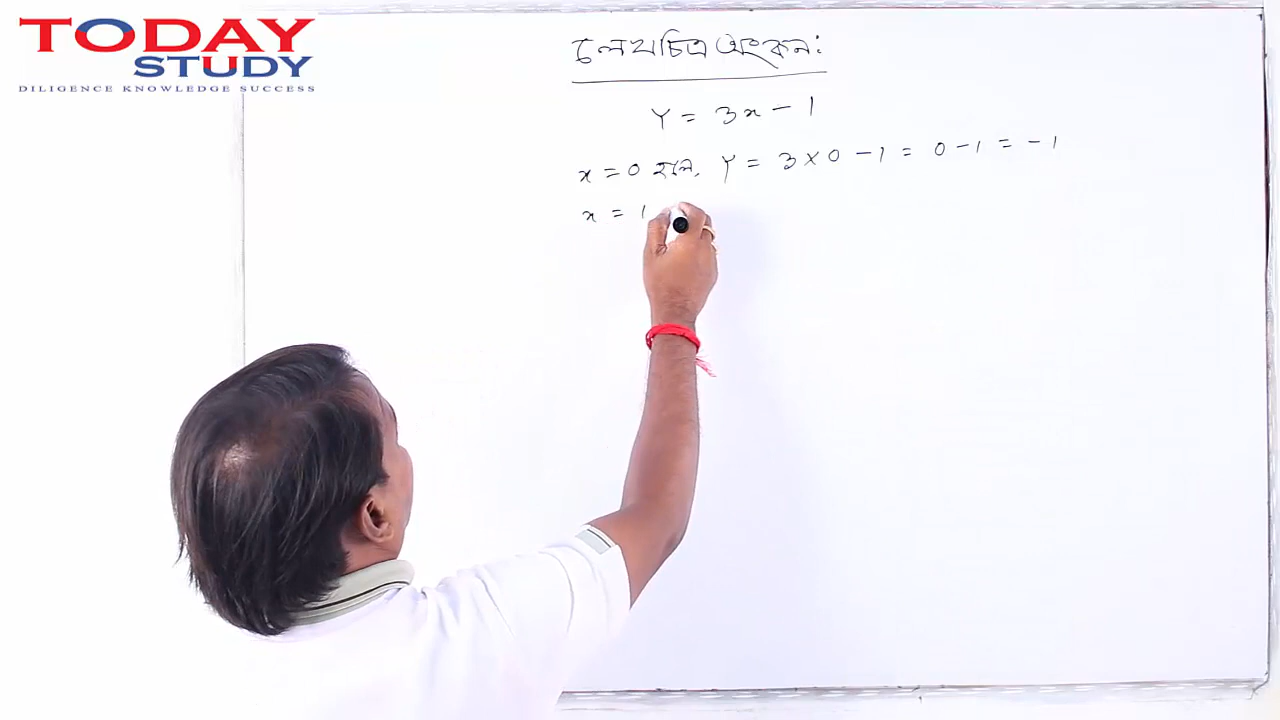 TODAY
STUDY
DILIGENCE KNOWLEDGE SUCCESS
লেখচিত্র অংকন:
Y = 3x - 1
x = 0 হলে, Y = 3 × 0 - 1 = 0 - 1 = - 1
x = 1